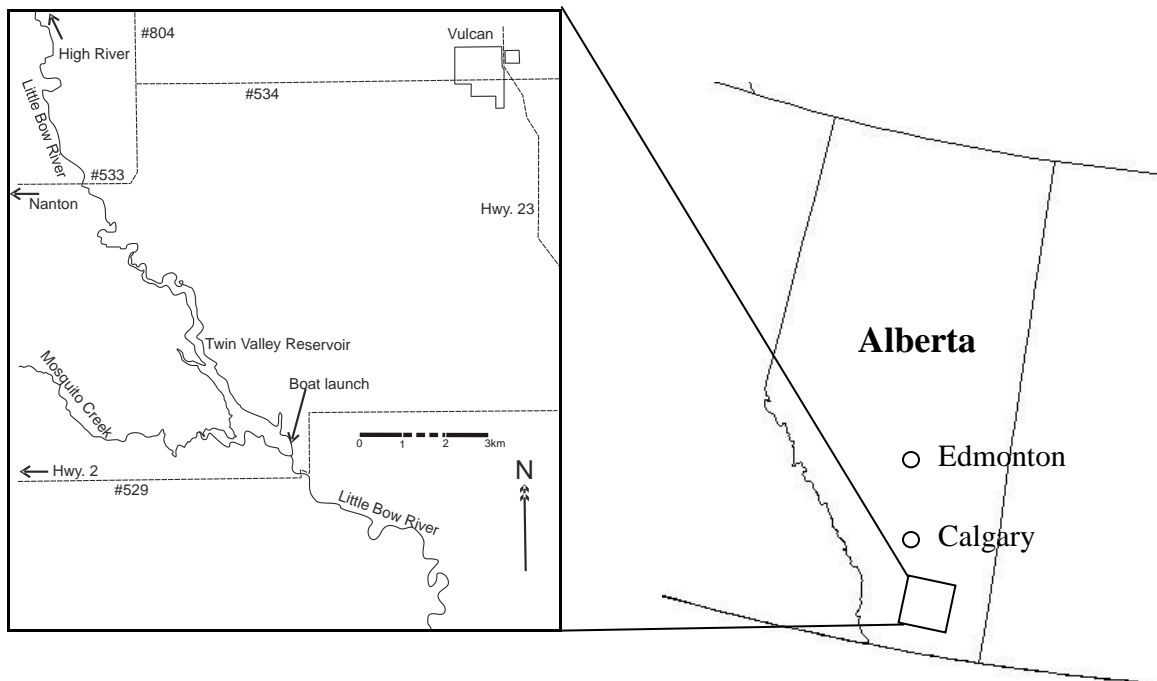 #804
Vulcan
High River
#534
Little Bow River
#533
Nanton
Hwy. 23
Alberta
Twin Valley Reservoir
Mosquito Creek
Boat launch
0 1 2 3km
Edmonton
Hwy. 2
N
#529
Little Bow River
Calgary